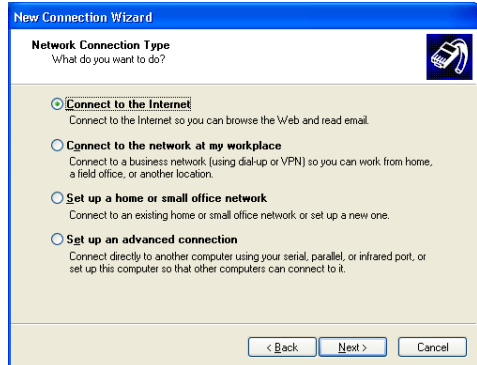 New Connection Wizard
Network Connection Type
What do you want to do?
Connect to the Internet
Connect to the Internet so you can browse the Web and read email.
Connect to the network at my workplace
Connect to a business network (using dial-up or VPN) so you can work from home,
a field office, or another location.
Set up a home or small office network
Connect to an existing home or small office network or set up a new one.
Set up an advanced connection
Connect directly to another computer using your serial, parallel, or infrared port, or
set up this computer so that other computers can connect to it.
< Back Next > Cancel